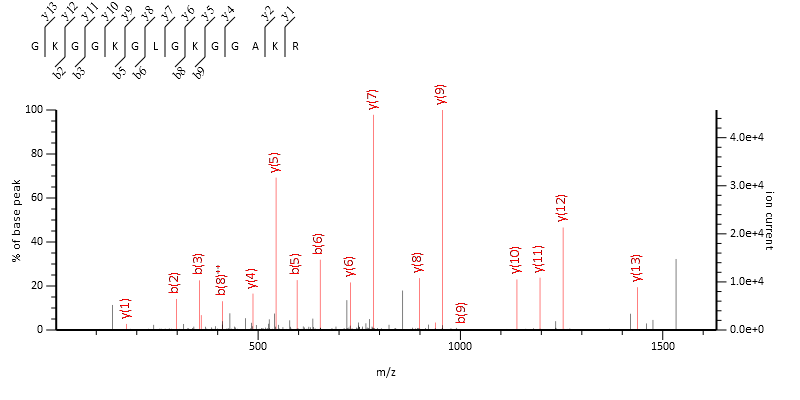 y13 y12 y11 y10 y9 y8 y7 y6 y5 y4 y2 y1
G K G G K G L G K G G A K R
b2 b3 b5 b6 b8 b9
% of base peak
100
80
60
40
20
0
y(1) b(2) b(3) b(8)++ y(4) y(5) b(5) b(6) y(6) y(7) y(8) y(9) b(9) y(10) y(11) y(12) y(13)
4.0e+4
3.0e+4
2.0e+4
1.0e+4
0.0e+0
ion current
500 1000 1500
m/z